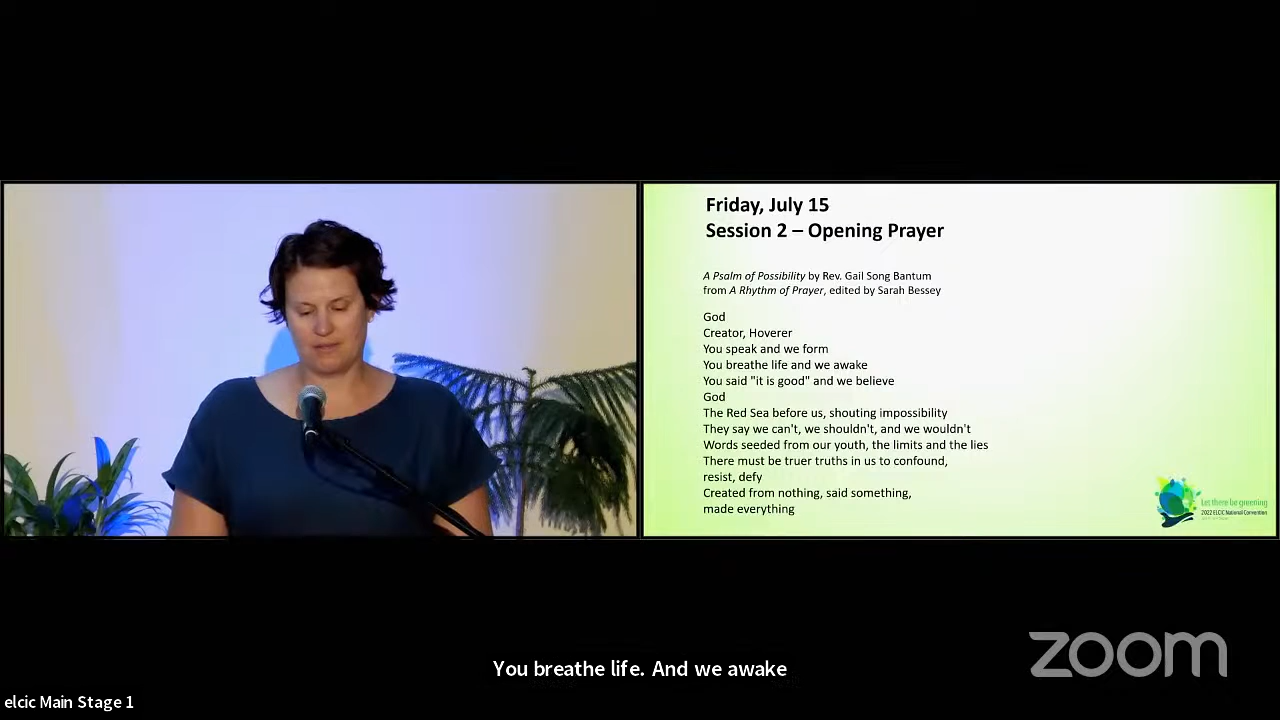 Friday, July 15
Session 2 – Opening Prayer
A Psalm of Possibility by Rev. Gail Song Bantum
from A Rhythm of Prayer, edited by Sarah Bessey
God
Creator, Hoverer
You speak and we form
You breathe life and we awake
You said "it is good" and we believe
God
The Red Sea before us, shouting impossibility
They say we can't, we shouldn't, and we wouldn't
Words seeded from our youth, the limits and the lies
There must be truer truths in us to confound,
resist, defy
Created from nothing, said something,
made everything
Let there be greening
2022 ELCIC National Convention
You breathe life. And we awake
zoom
elcic Main Stage 1